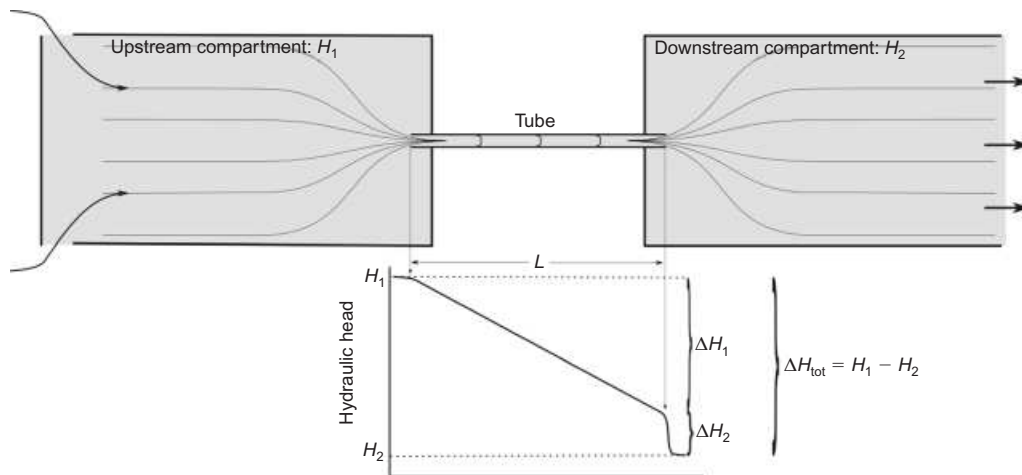 Upstream compartment: H₁
Downstream compartment: H₂
Tube
L
H₁
Hydraulic head
ΔH₁
ΔHₜₒₜ = H₁ − H₂
ΔH₂
H₂